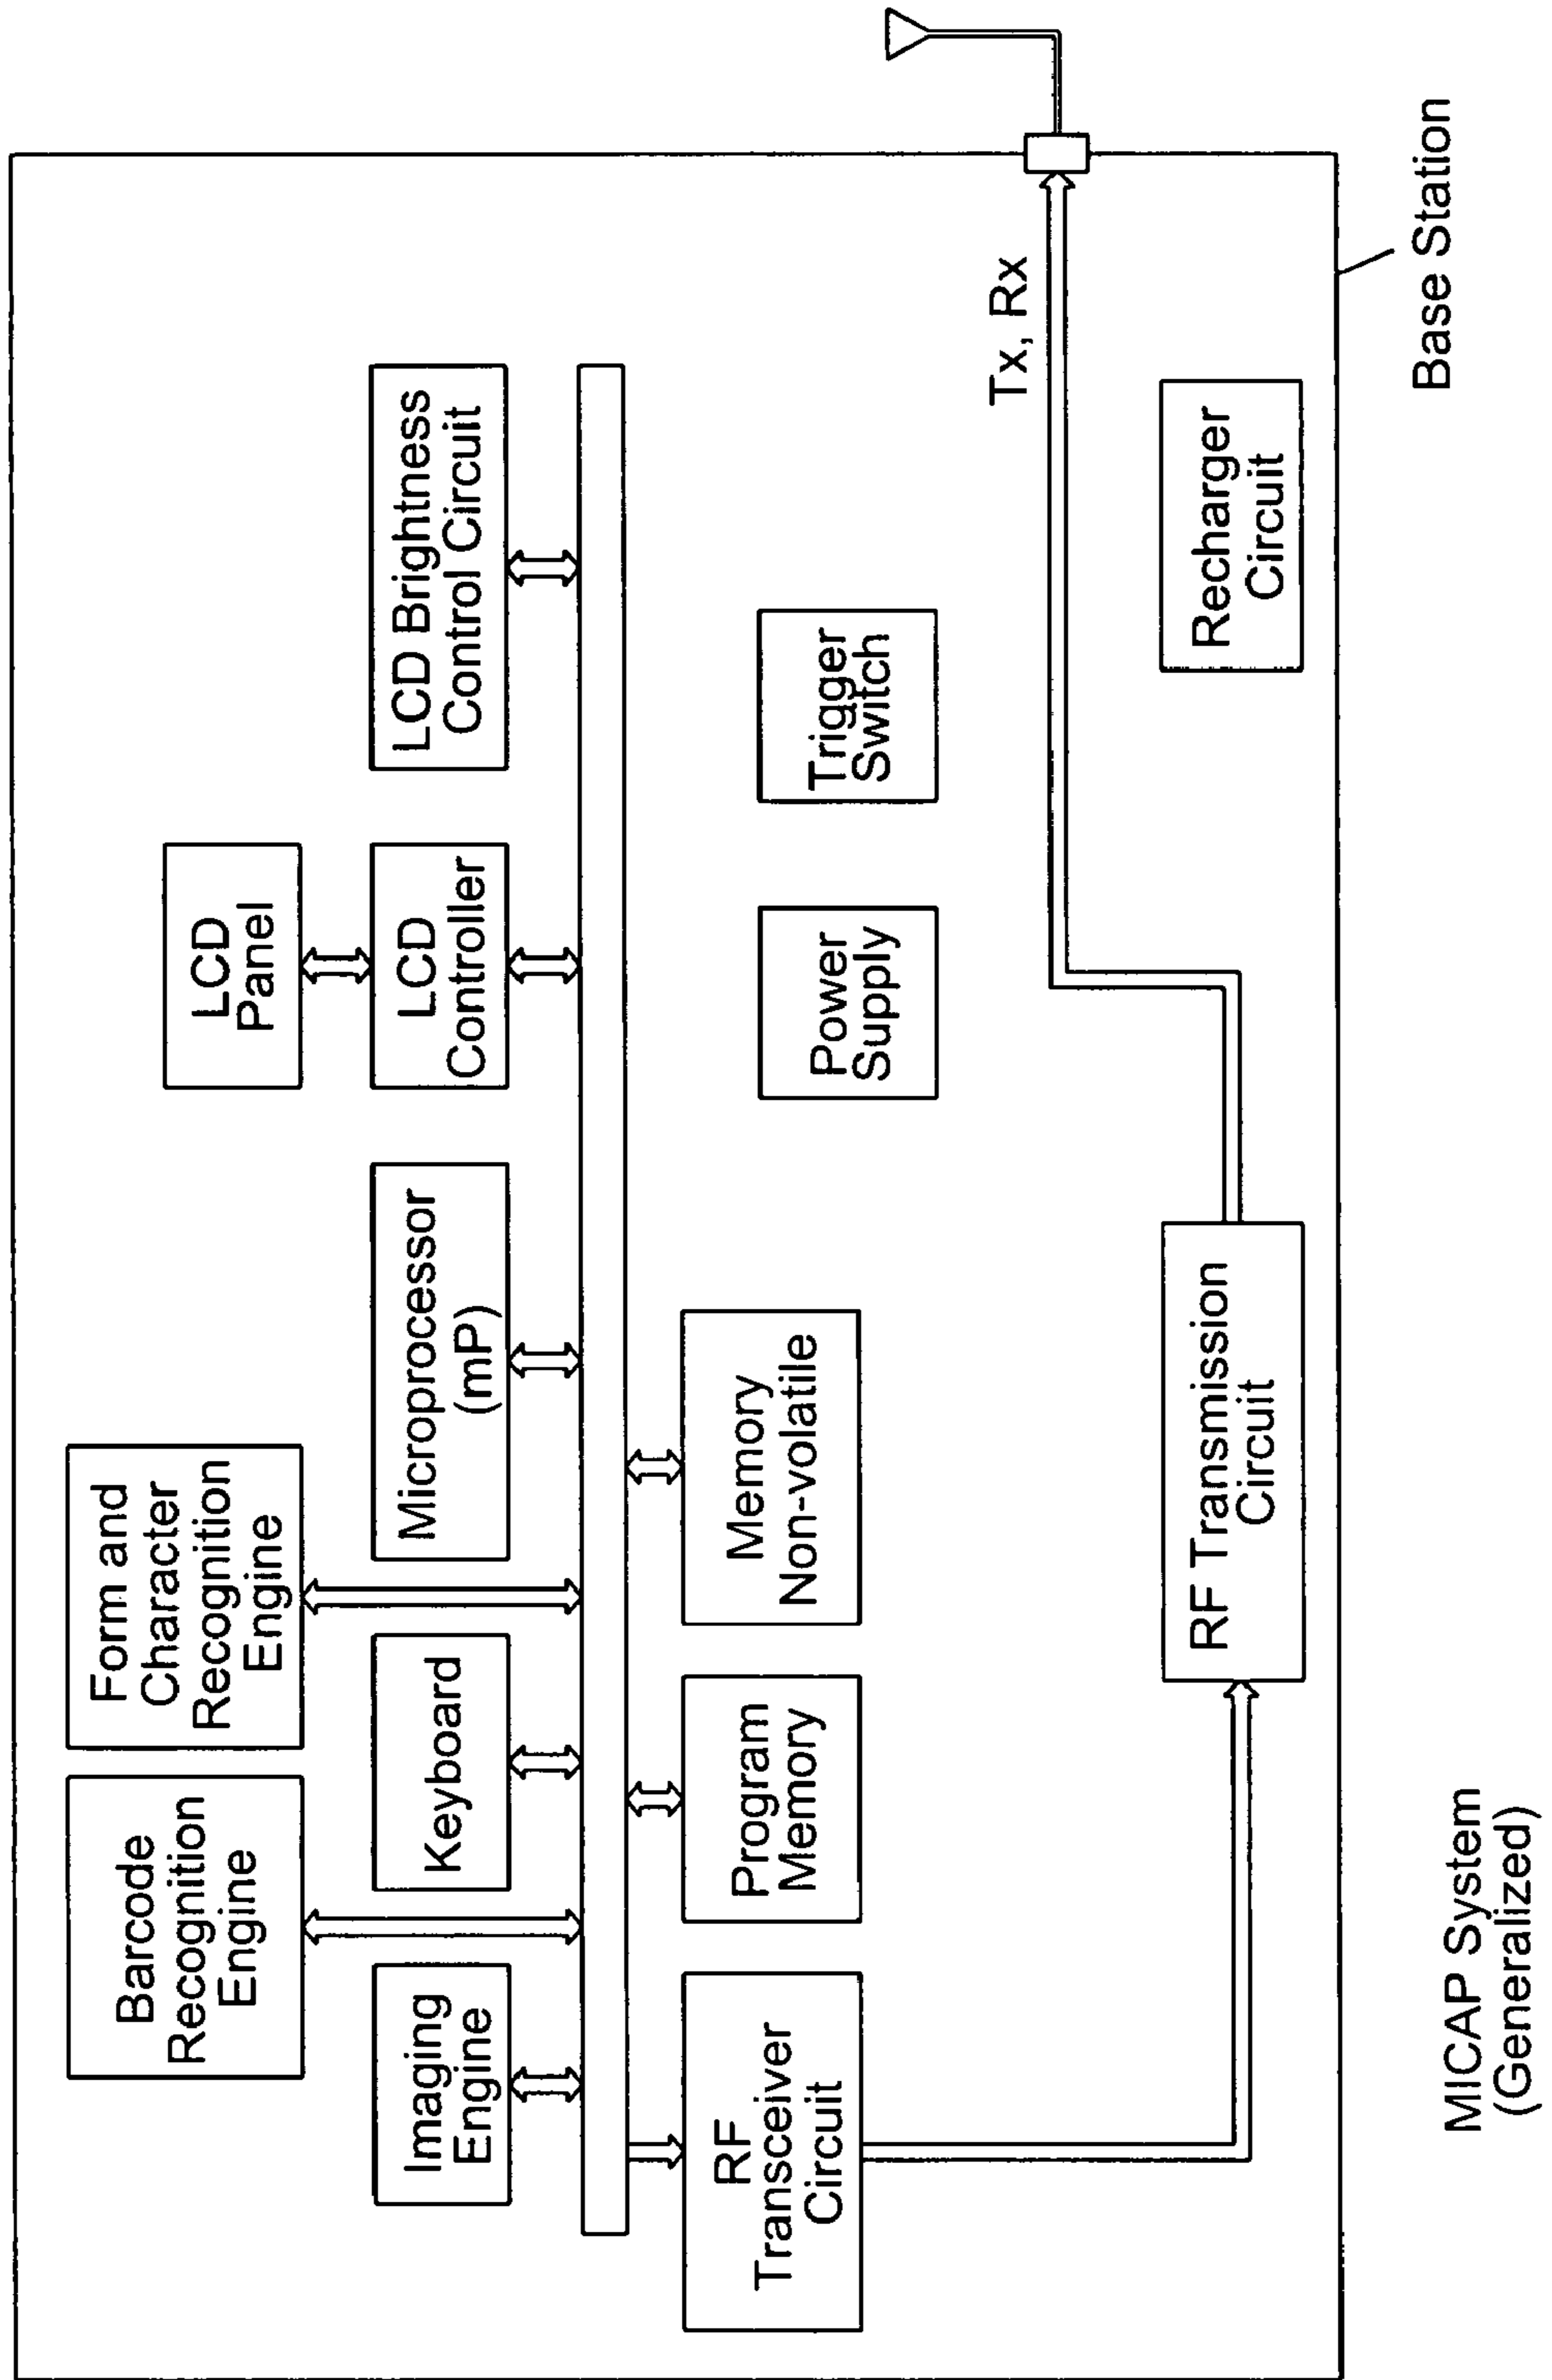 Barcode
Recognition
Engine
Form and
Character
Recognition
Engine
LCD
Panel
Imaging
Engine
Keyboard
Microprocessor
(mP)
LCD
Controller
LCD Brightness
Control Circuit
RF
Transceiver
Circuit
Program
Memory
Memory
Non-volatile
Power
Supply
Trigger
Switch
Tx, Rx
RF Transmission
Circuit
Recharger
Circuit
Base Station
MICAP System
(Generalized)